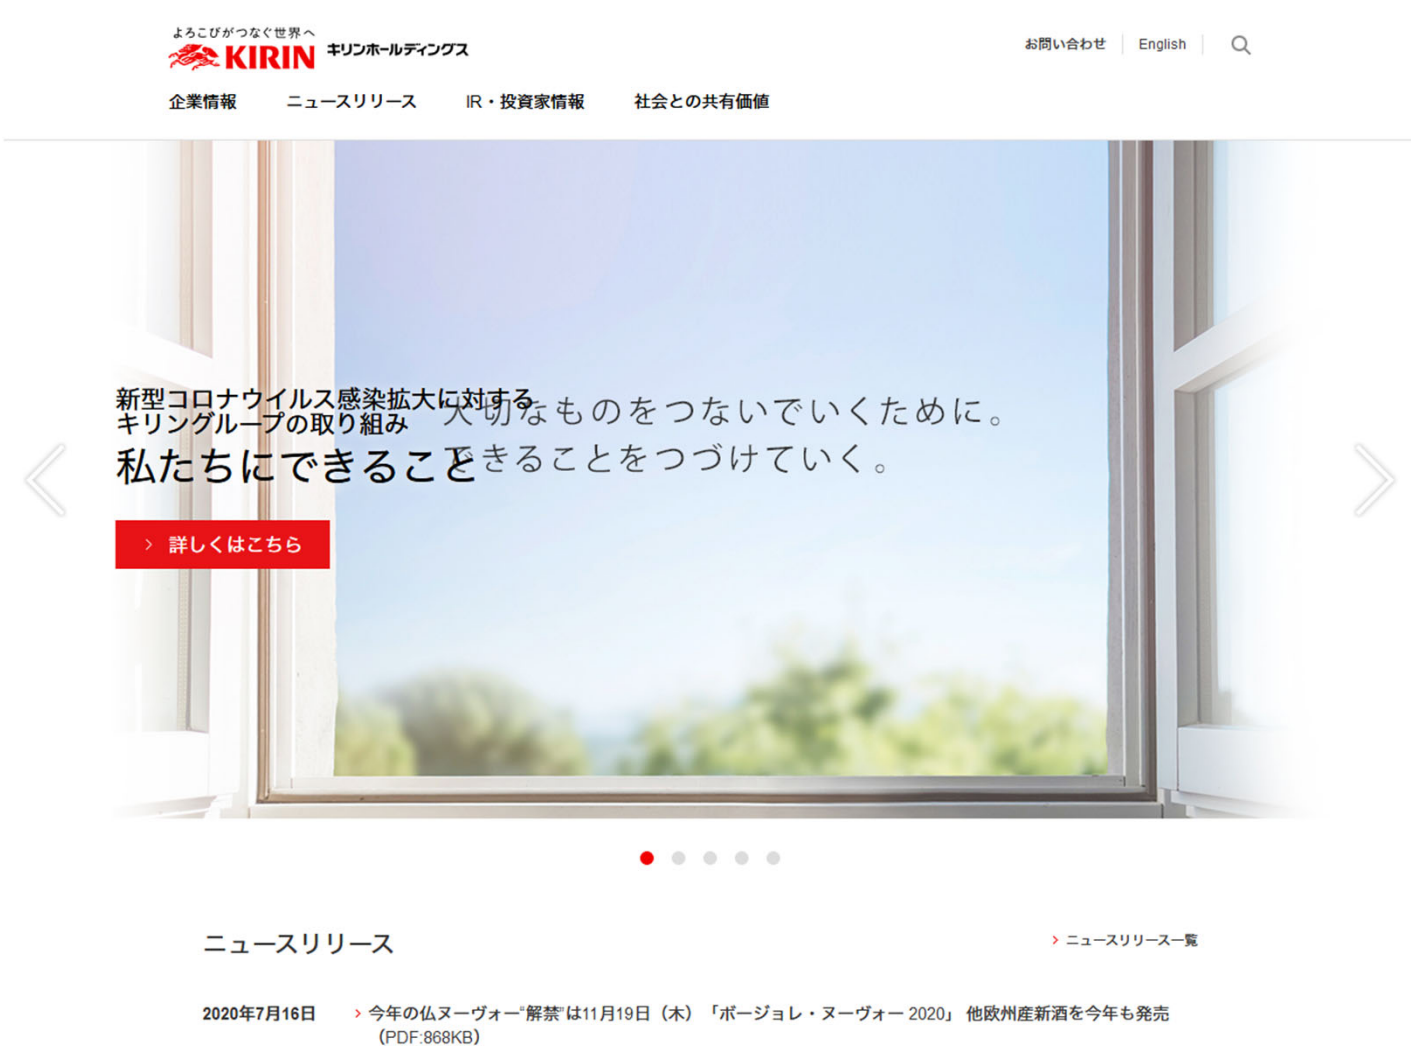 よろこびがつなぐ世界へ
KIRIN キリンホールディングス
お問い合わせ English
企業情報 ニュースリリース IR・投資家情報 社会との共有価値
新型コロナウイルス感染拡大に対する
キリングループの取り組み
私たちにできること
大切なものをつないでいくために。
できることをつづけていく。
詳しくはこちら
ニュースリリース
ニュースリリース一覧
2020年7月16日 今年の仏ヌーヴォー“解禁”は11月19日（木）「ボージョレ・ヌーヴォー 2020」 他欧州産新酒を今年も発売
（PDF:868KB）